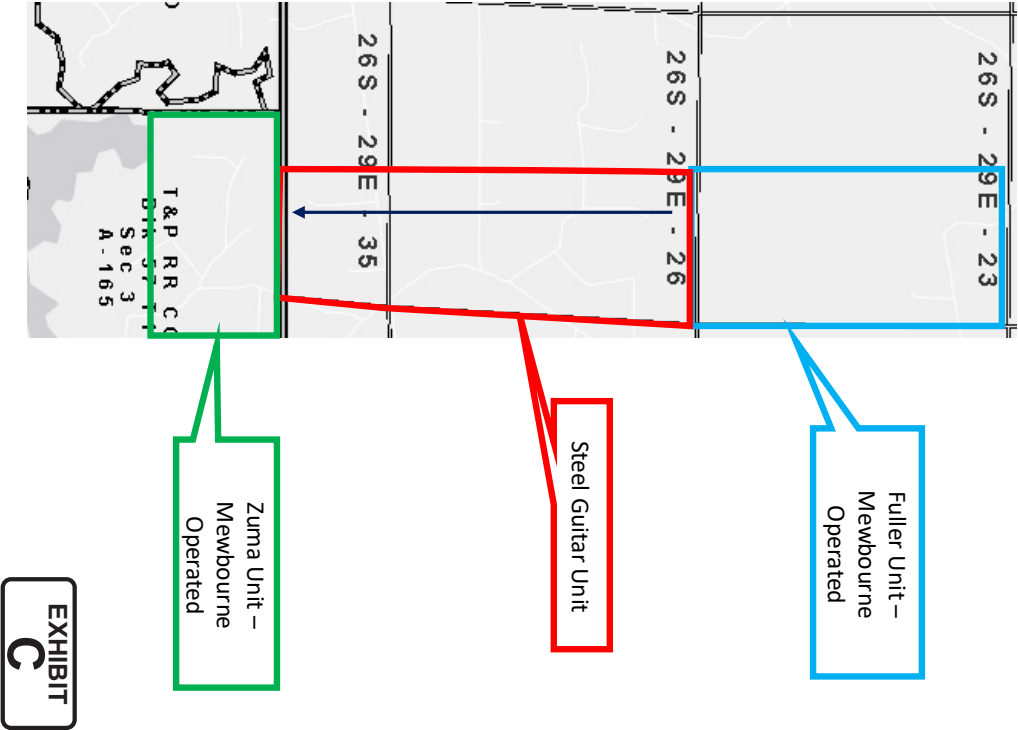 26S - 29E - 23
Fuller Unit –
Mewbourne
Operated
26S - 29E - 26
Steel Guitar Unit
26S - 29E - 35
Zuma Unit –
Mewbourne
Operated
T&P RR CO
Sec 3
A-165
EXHIBIT
C